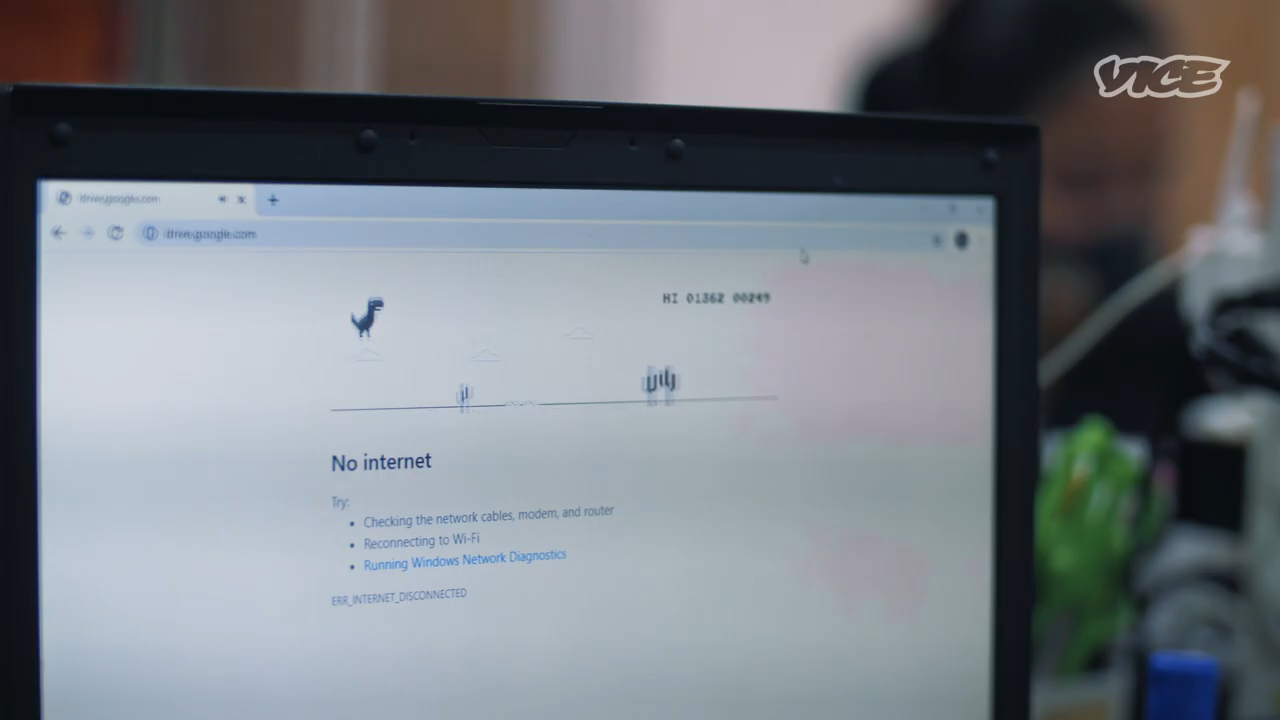 VICE
drive.google.com
drive.google.com
HI 01362 00249
No internet
Try:
• Checking the network cables, modem, and router
• Reconnecting to Wi-Fi
• Running Windows Network Diagnostics
ERR_INTERNET_DISCONNECTED